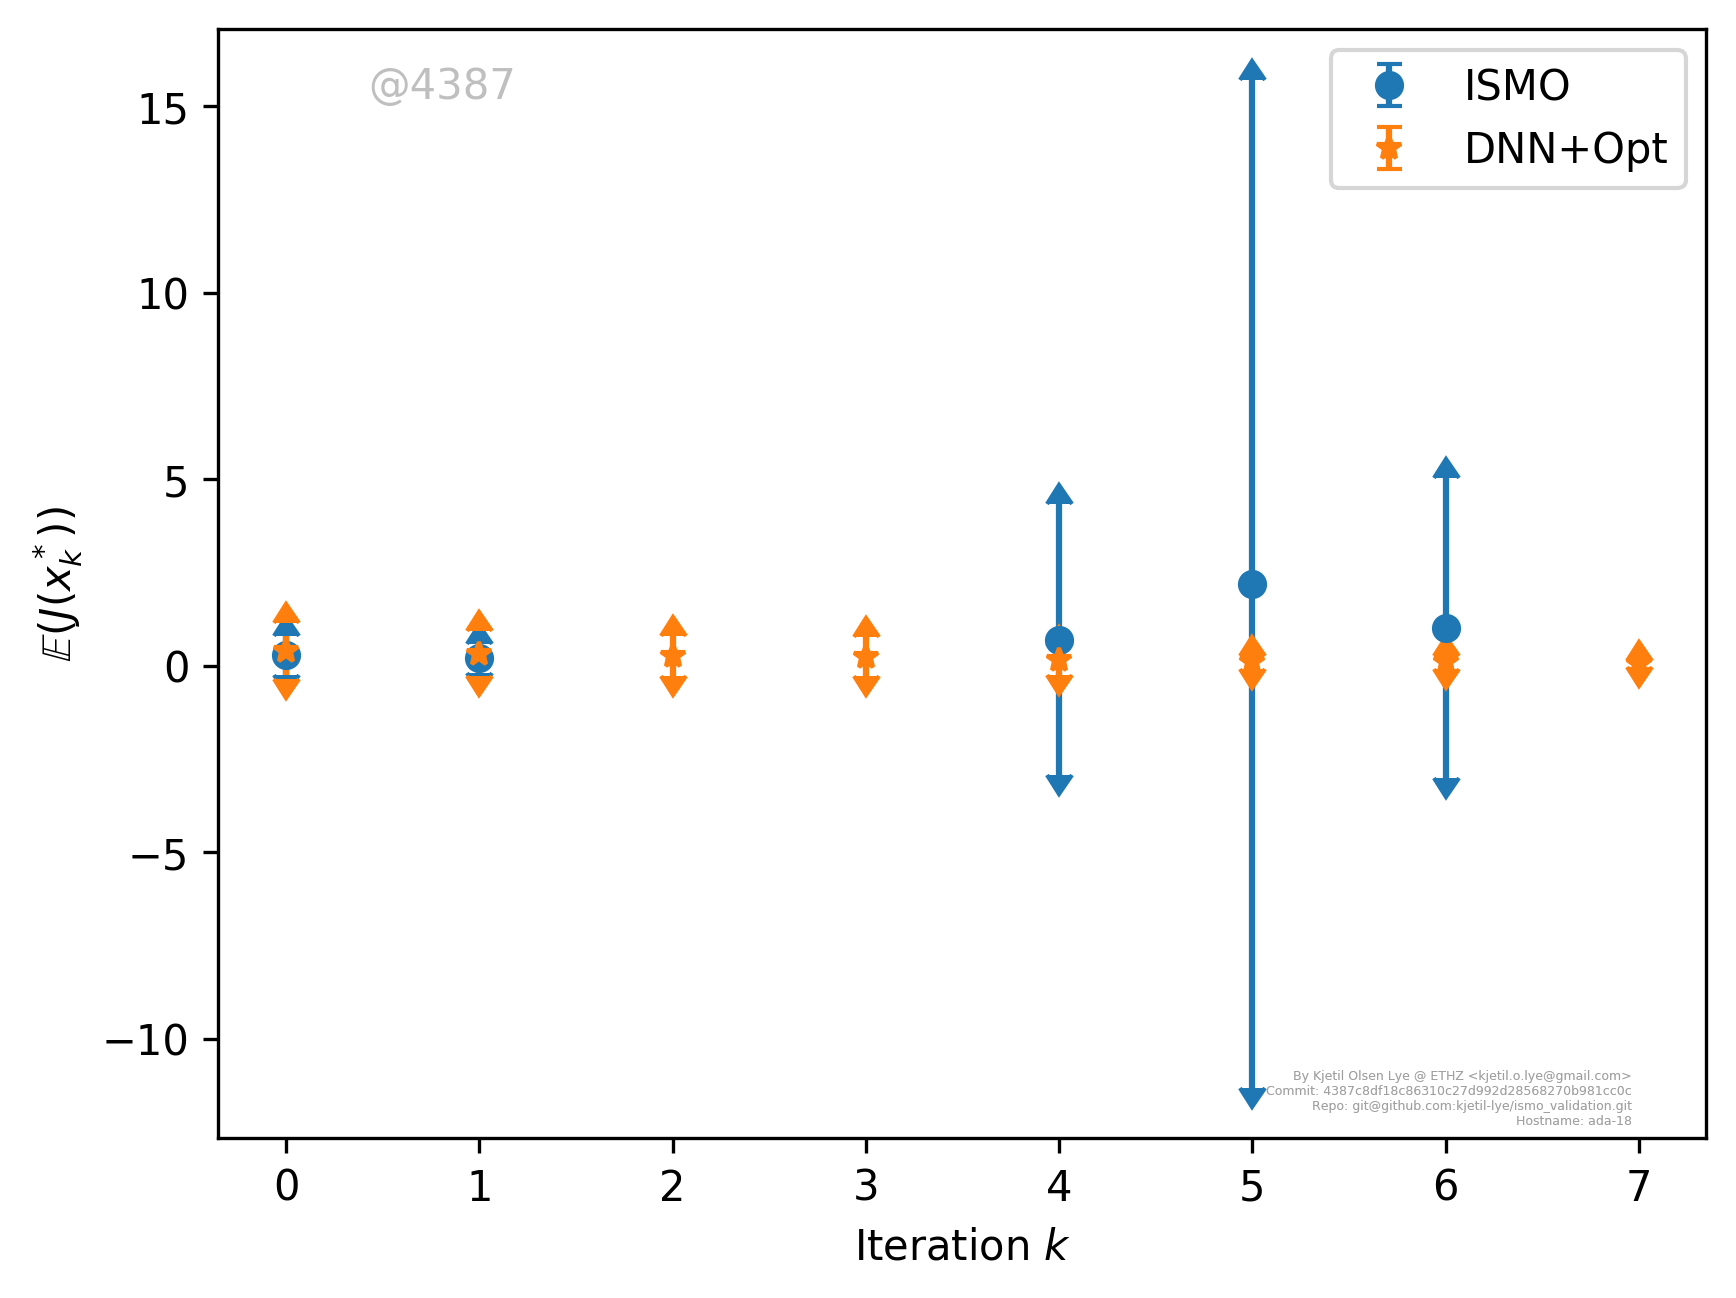 @4387
ISMO
DNN+Opt
15
10
5
0
−5
−10
𝔼(J(x*k))
By Kjetil Olsen Lye @ ETHZ <kjetil.o.lye@gmail.com>
Commit: 4387c8df18c86310c27d992d28568270b981cc0c
Repo: git@github.com:kjetil-lye/ismo_validation.git
Hostname: ada-18
0 1 2 3 4 5 6 7
Iteration k